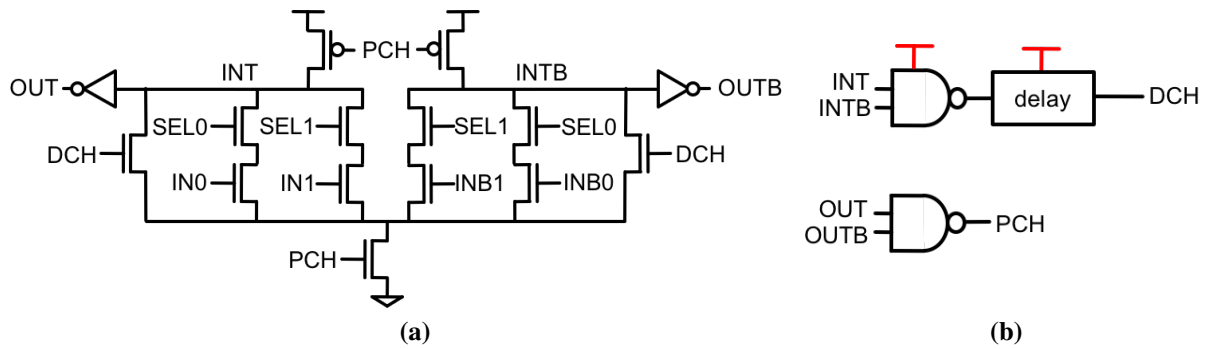 PCH
INT
INTB
OUT
OUTB
SEL0
SEL1
SEL1
SEL0
DCH
DCH
IN0
IN1
INB1
INB0
PCH
(a)
INT
INTB
delay
DCH
OUT
OUTB
PCH
(b)